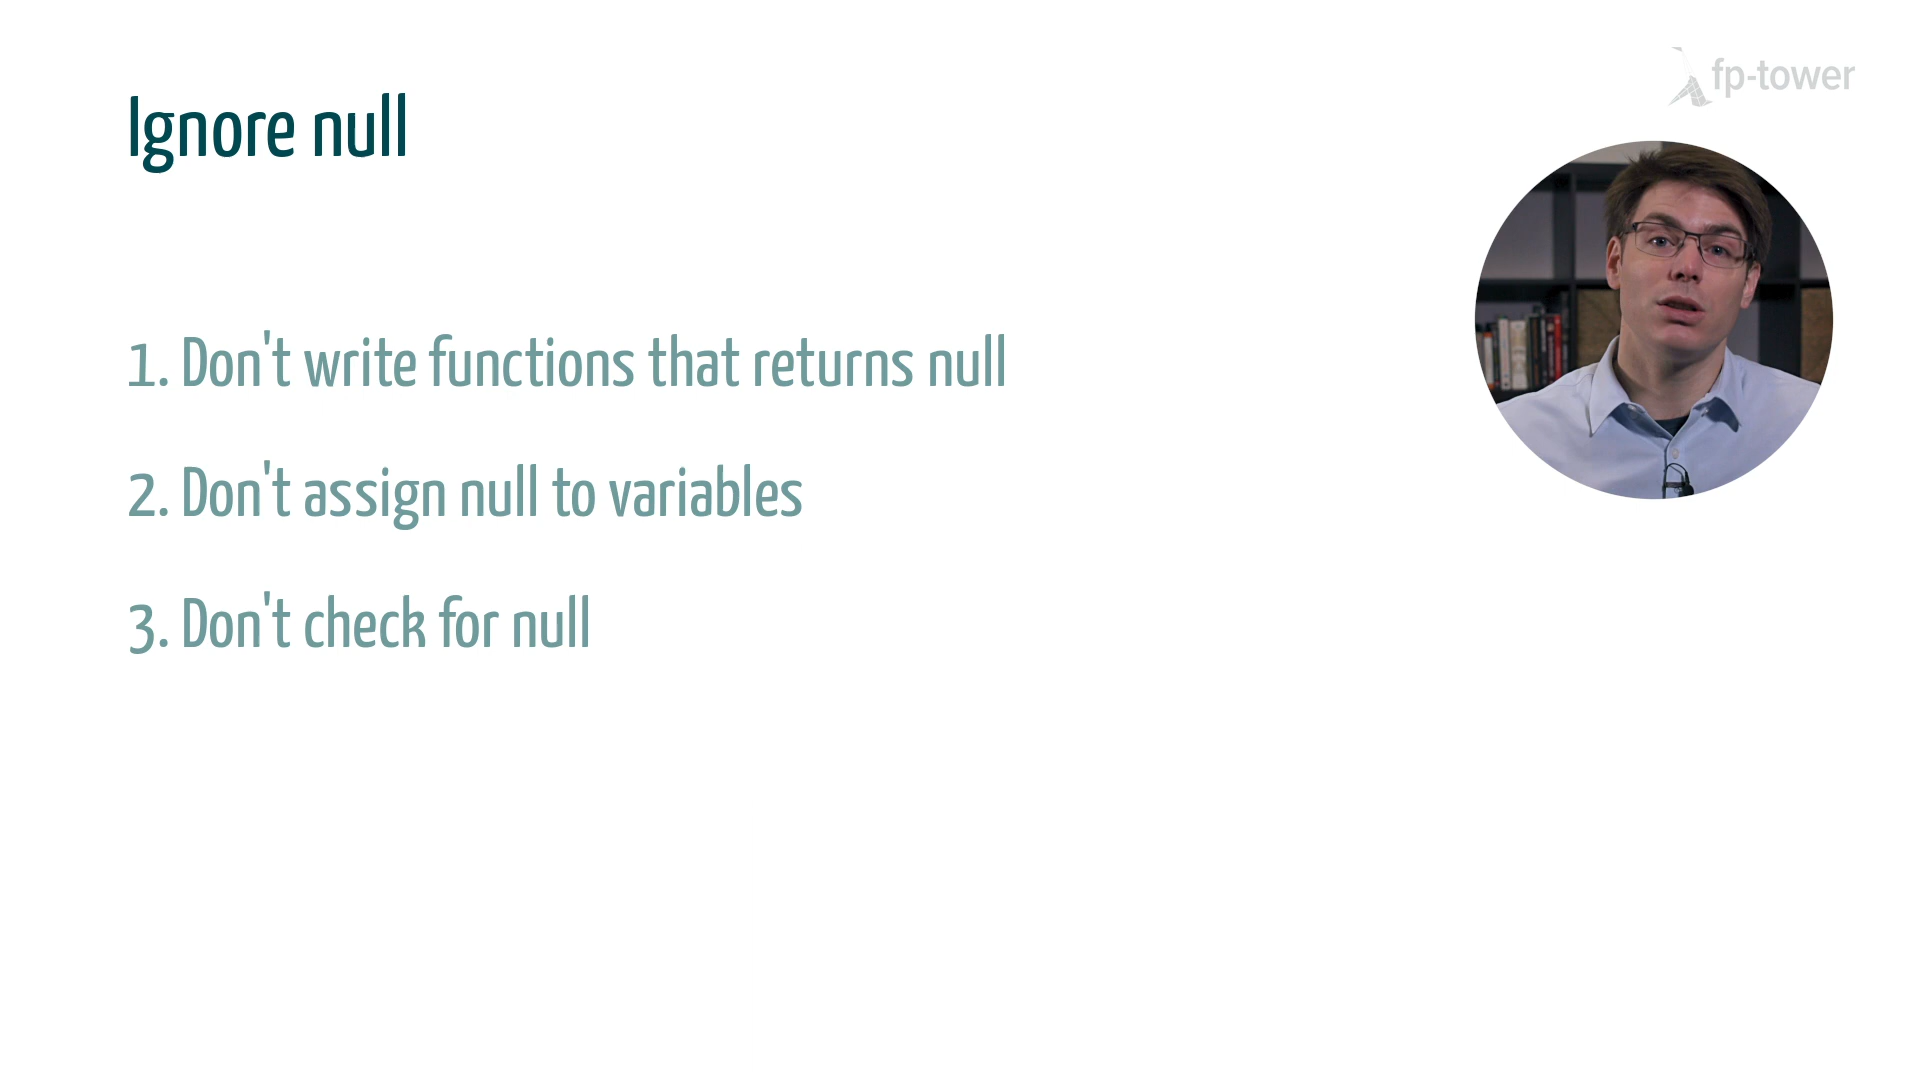 fp-tower
Ignore null
1. Don't write functions that returns null
2. Don't assign null to variables
3. Don't check for null